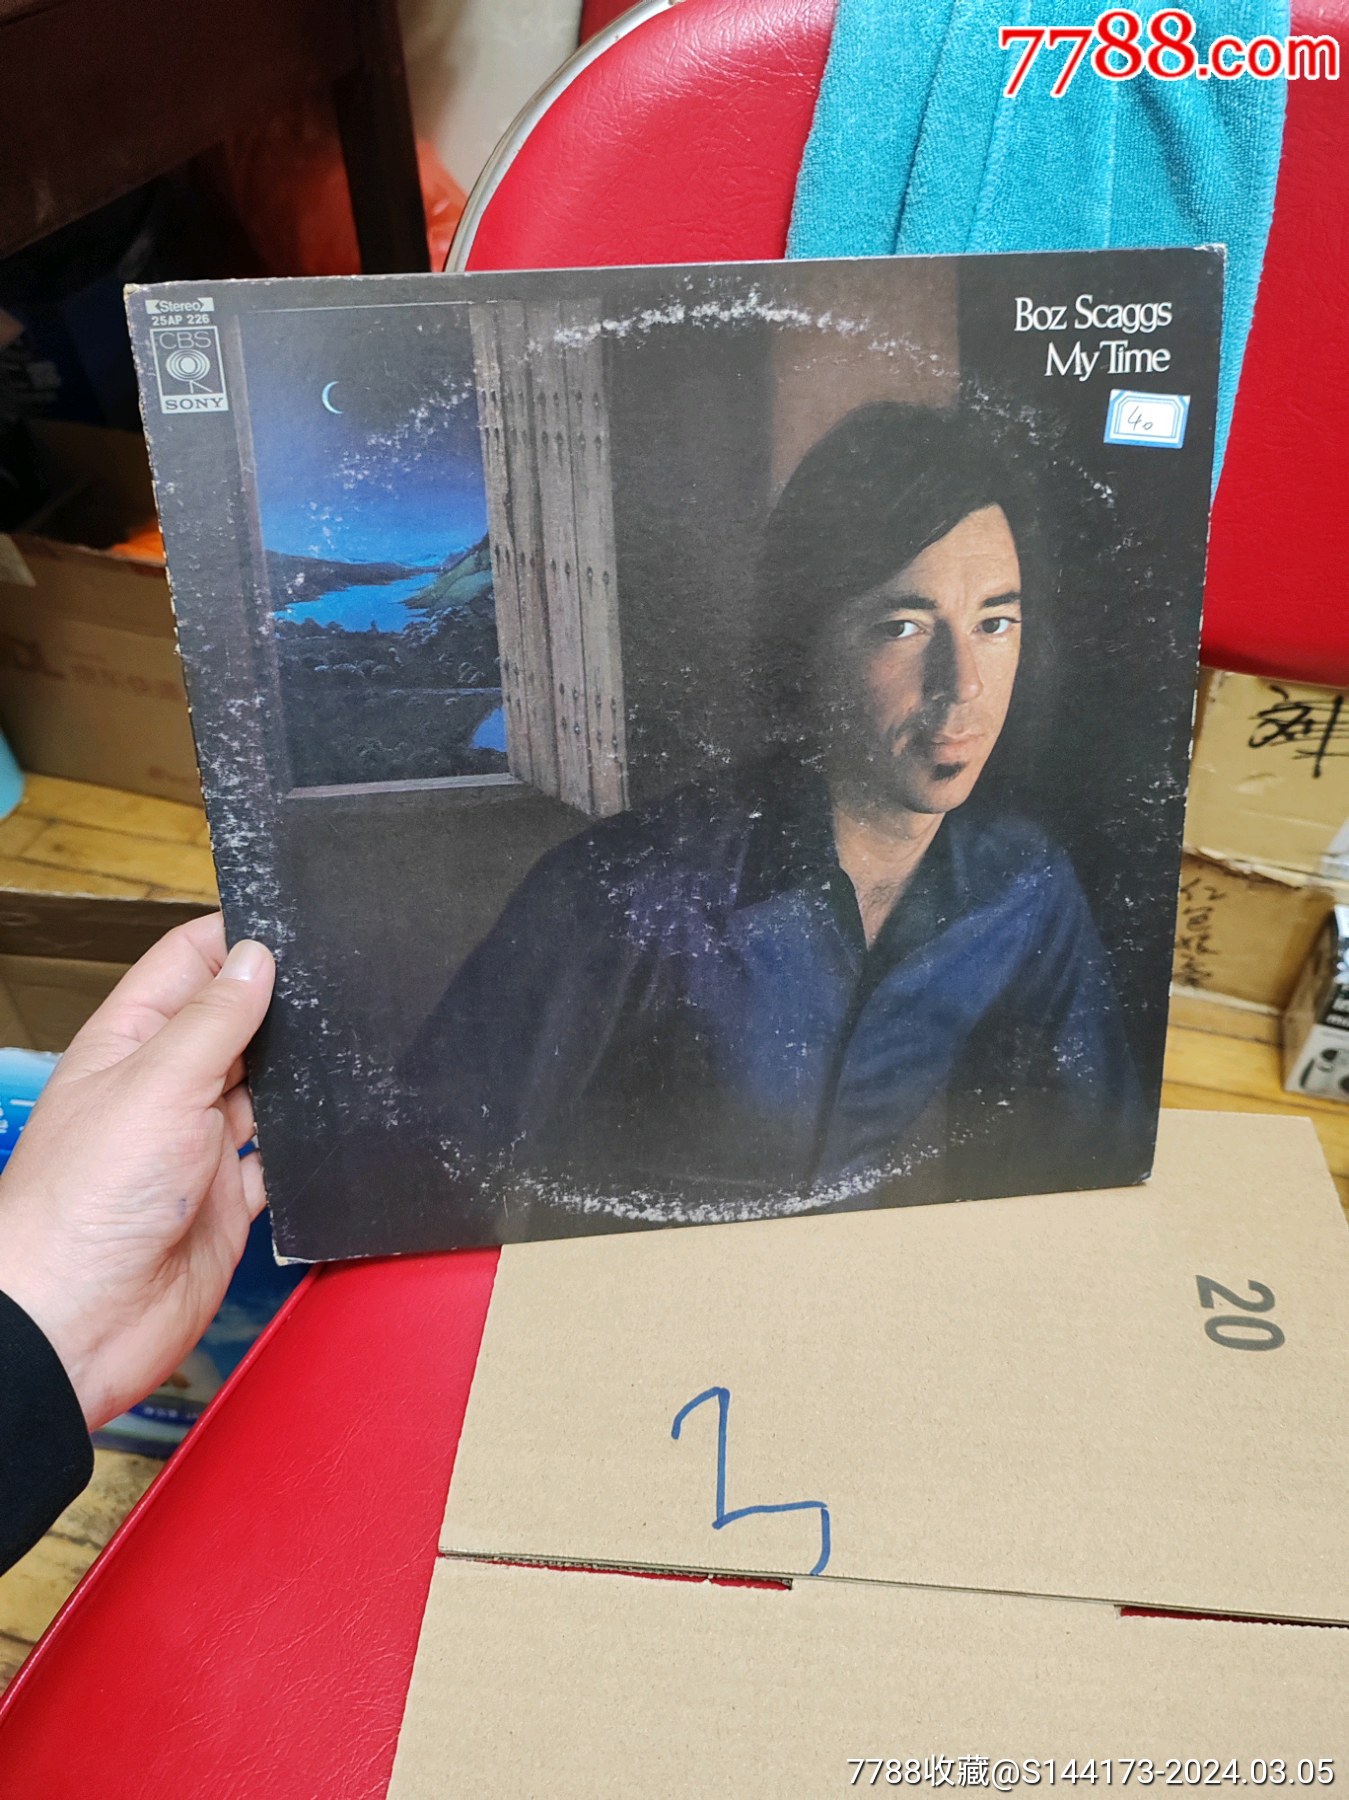 7788.com
Stereo
25AP 226
CBS
SONY
Boz Scaggs
My Time
40
20
7788收藏@S144173-2024.03.05